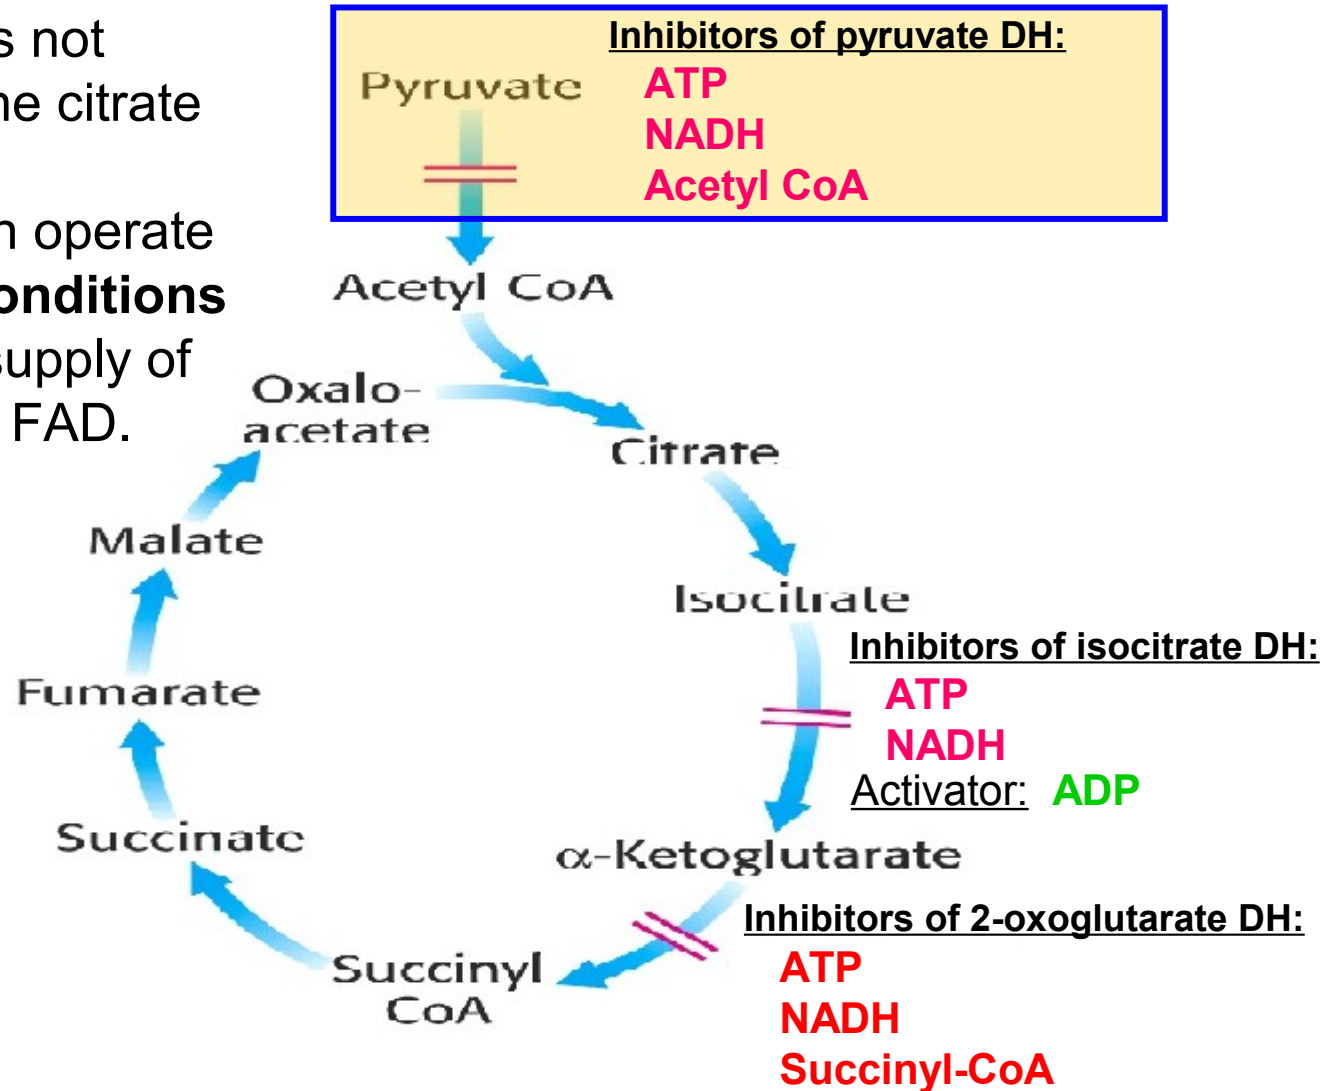 s not
ne citrate
n operate
onditions
supply of
FAD.
Inhibitors of pyruvate DH:
Pyruvate
ATP
NADH
Acetyl CoA
Acetyl CoA
Oxalo-
acetate
Citrate
Malate
Isocitrate
Inhibitors of isocitrate DH:
ATP
NADH
Activator: ADP
Fumarate
Succinate
α-Ketoglutarate
Inhibitors of 2-oxoglutarate DH:
ATP
NADH
Succinyl-CoA
Succinyl
CoA